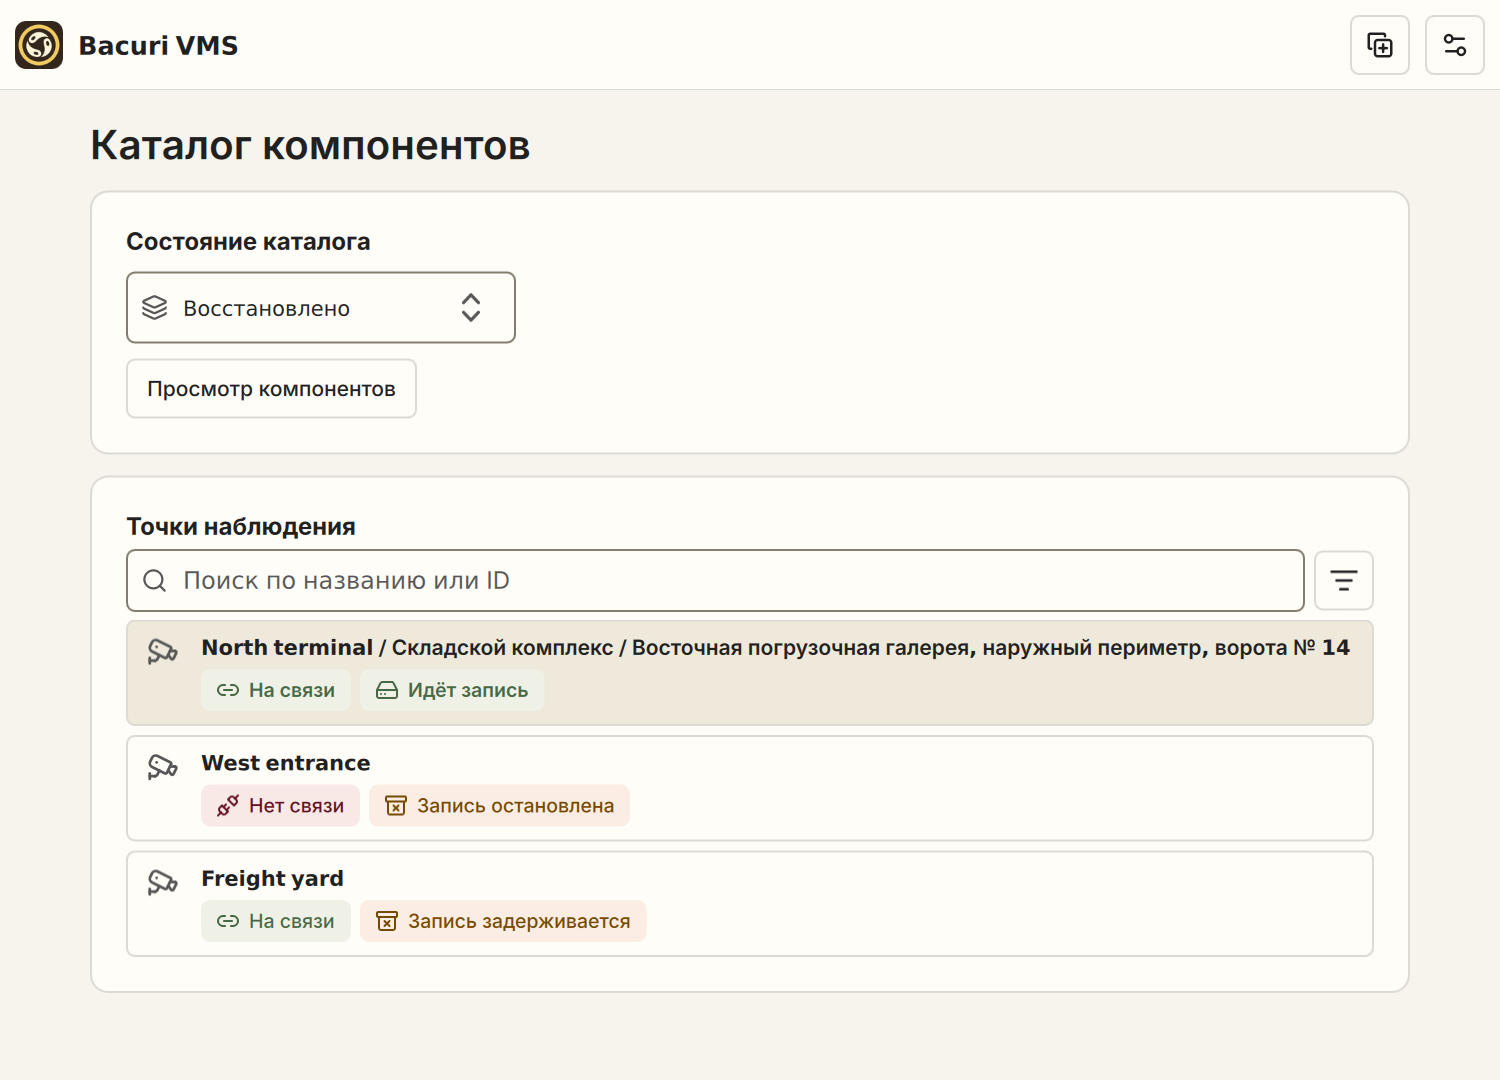 Bacuri VMS
Каталог компонентов
Состояние каталога
Восстановлено
Просмотр компонентов
Точки наблюдения
Поиск по названию или ID
North terminal / Складской комплекс / Восточная погрузочная галерея, наружный периметр, ворота № 14
На связи
Идёт запись
West entrance
Нет связи
Запись остановлена
Freight yard
На связи
Запись задерживается